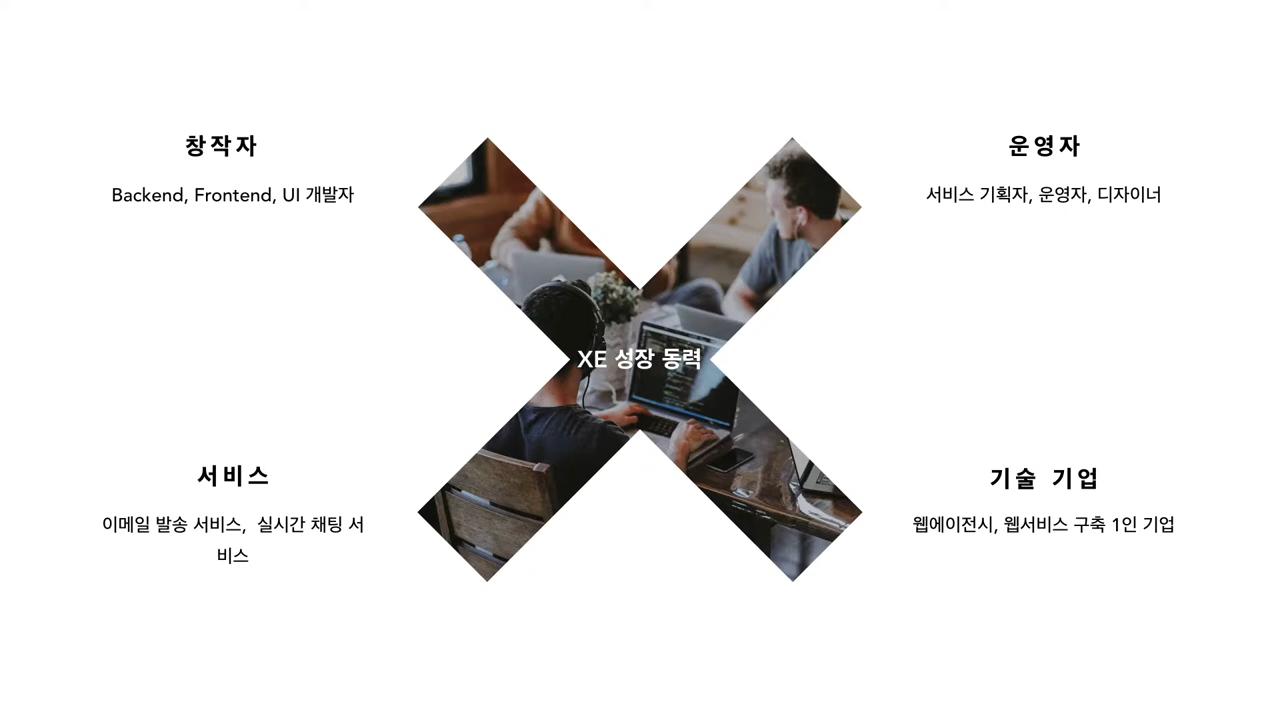 창작자
Backend, Frontend, UI 개발자
운영자
서비스 기획자, 운영자, 디자이너
XE 성장 동력
서비스
이메일 발송 서비스, 실시간 채팅 서
비스
기술 기업
웹에이전시, 웹서비스 구축 1인 기업